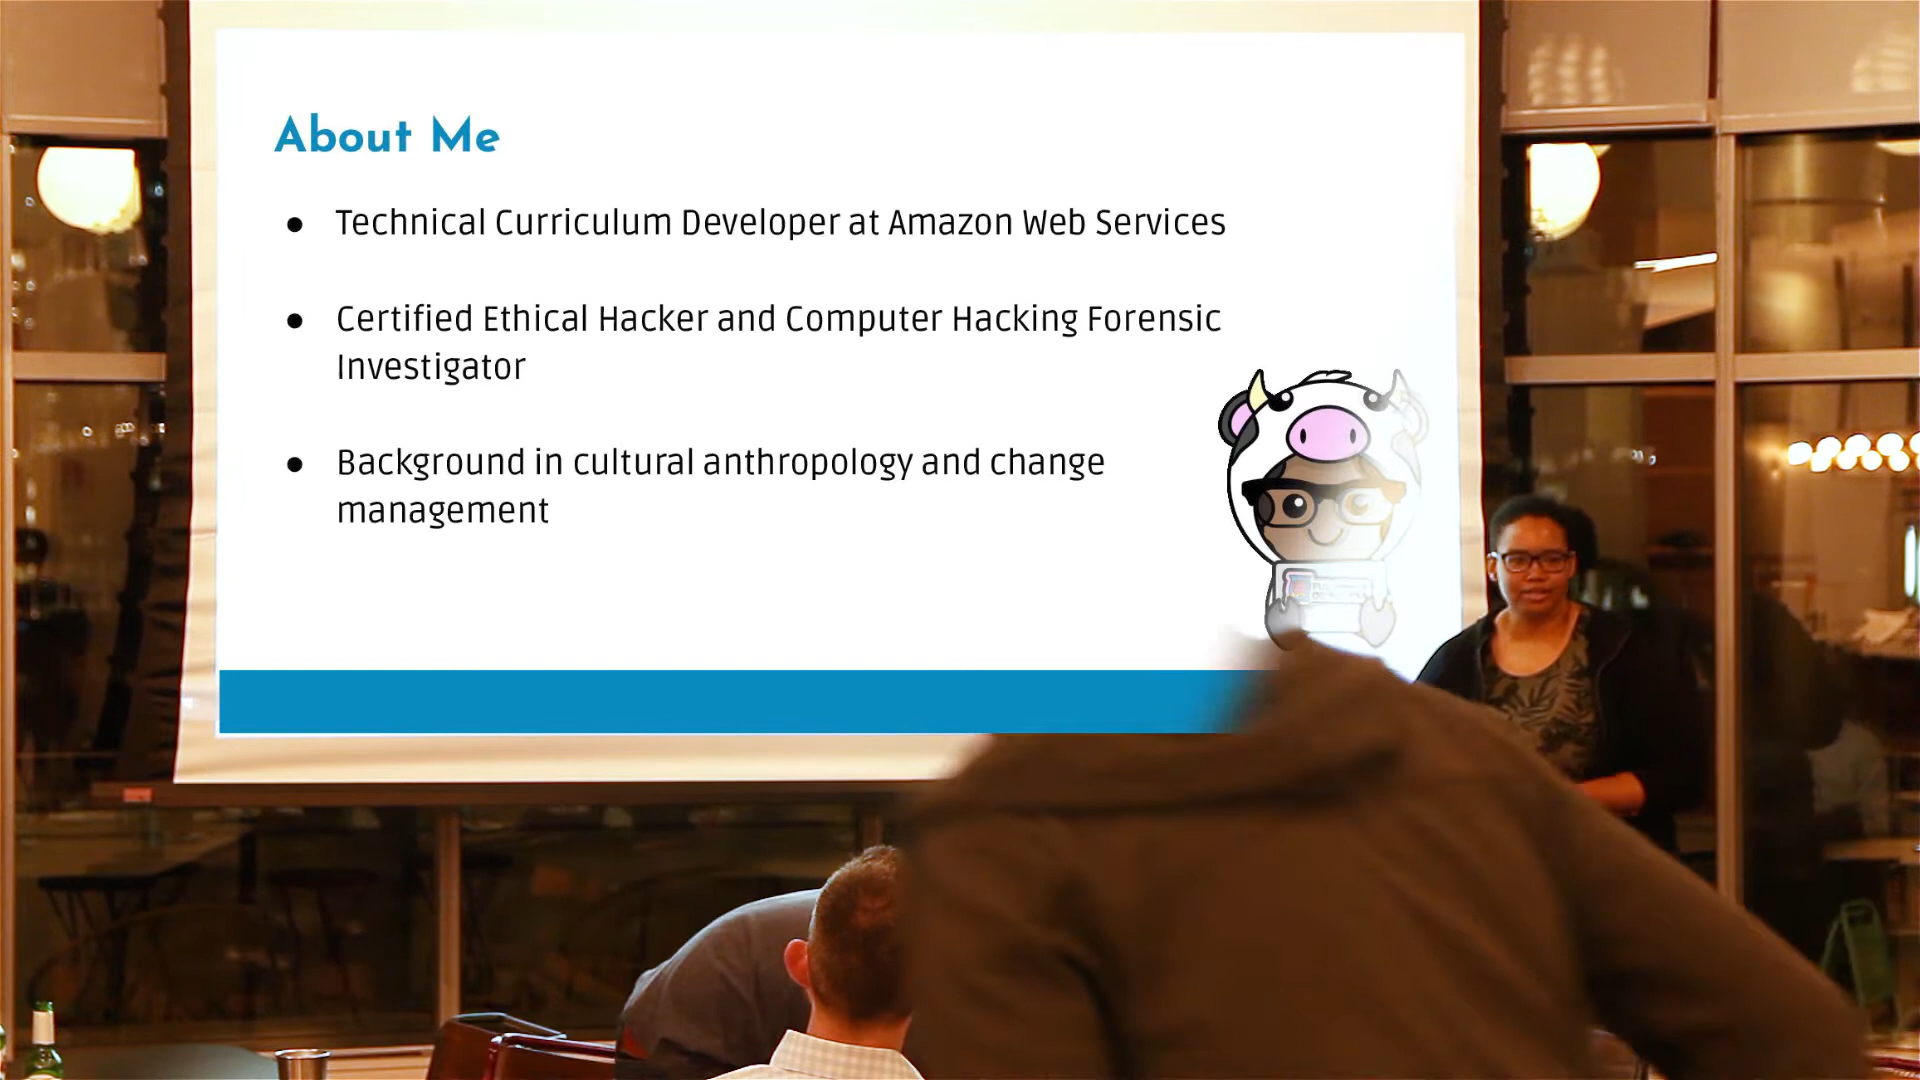 About Me
● Technical Curriculum Developer at Amazon Web Services
● Certified Ethical Hacker and Computer Hacking Forensic
Investigator
● Background in cultural anthropology and change
management